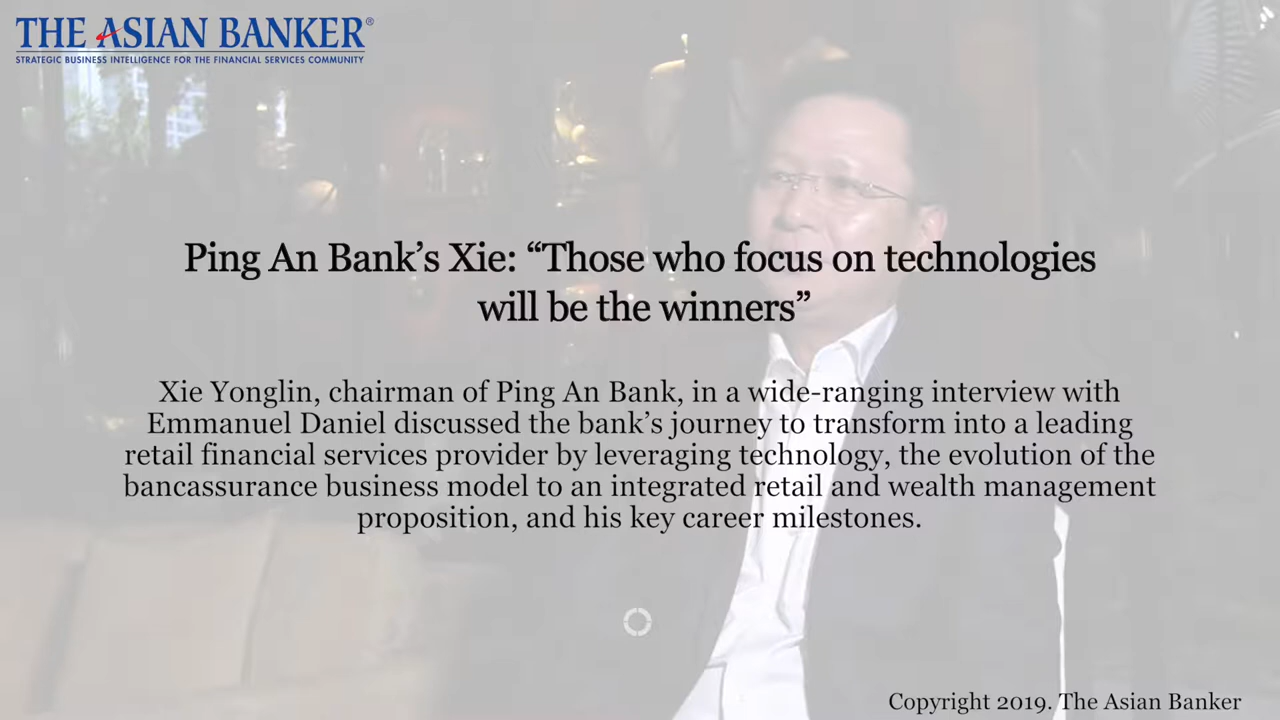 THE ASIAN BANKER®
STRATEGIC BUSINESS INTELLIGENCE FOR THE FINANCIAL SERVICES COMMUNITY
Ping An Bank’s Xie: “Those who focus on technologies
will be the winners”
Xie Yonglin, chairman of Ping An Bank, in a wide-ranging interview with
Emmanuel Daniel discussed the bank’s journey to transform into a leading
retail financial services provider by leveraging technology, the evolution of the
bancassurance business model to an integrated retail and wealth management
proposition, and his key career milestones.
Copyright 2019. The Asian Banker